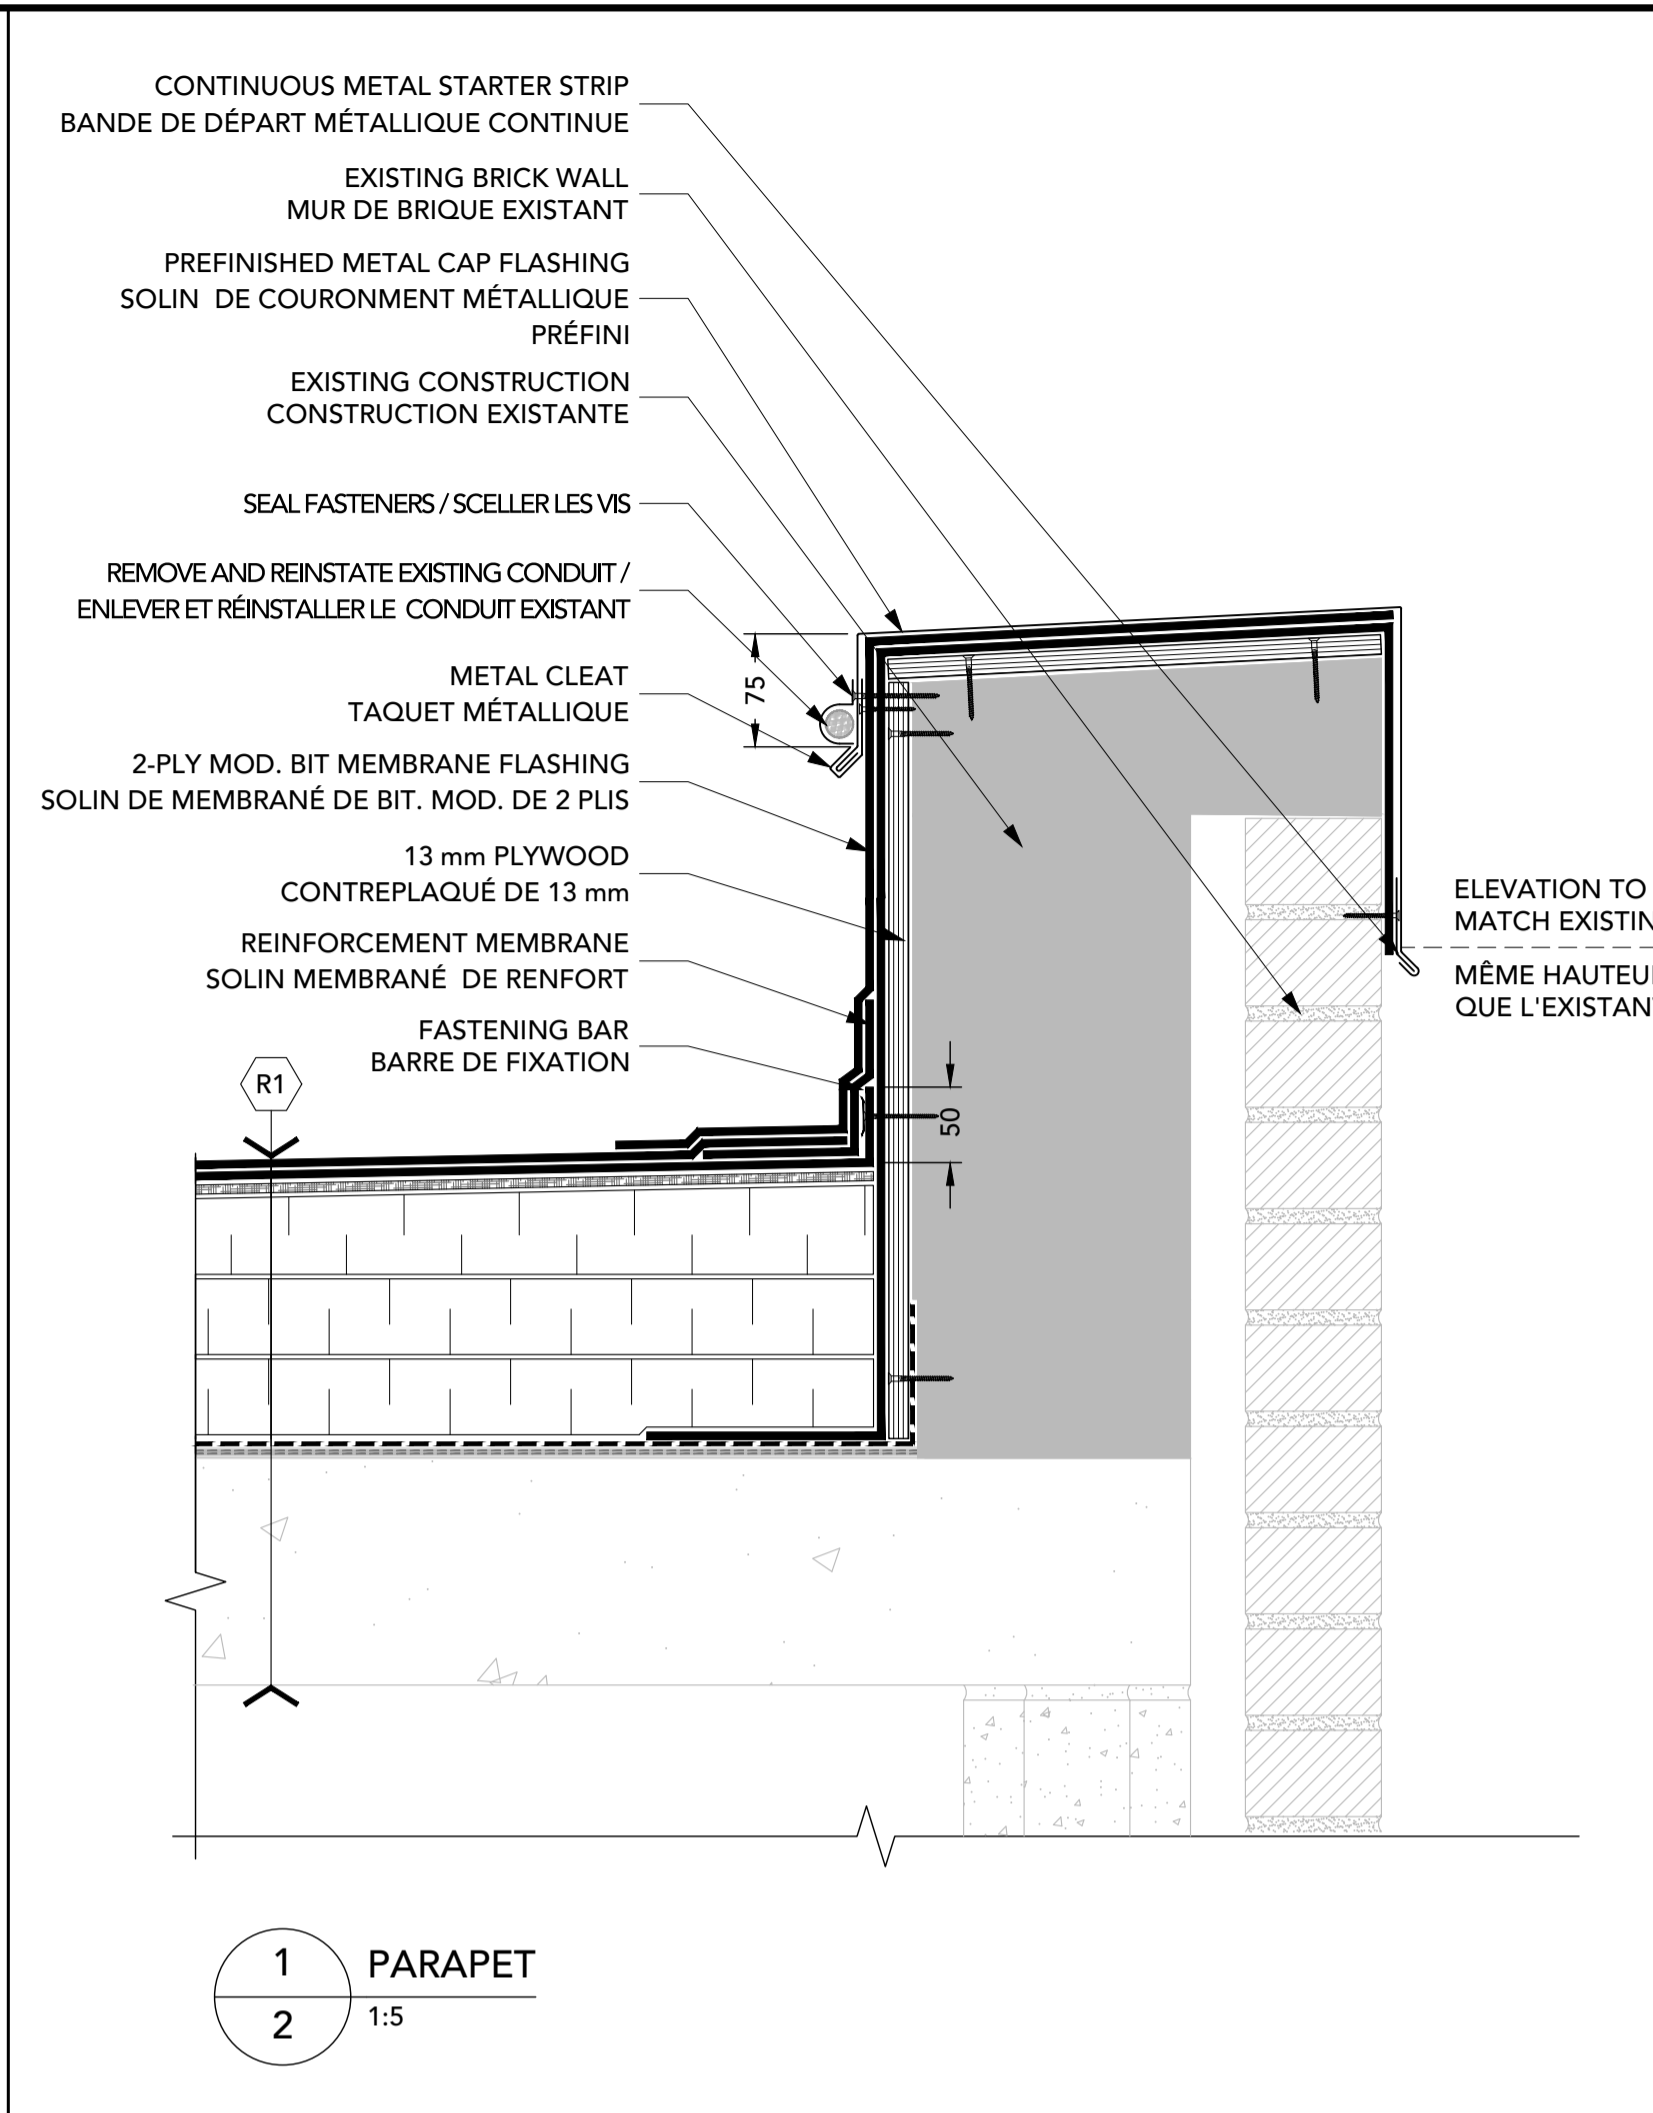 CONTINUOUS METAL STARTER STRIP
BANDE DE DÉPART MÉTALLIQUE CONTINUE
EXISTING BRICK WALL
MUR DE BRIQUE EXISTANT
PREFINISHED METAL CAP FLASHING
SOLIN DE COURONMENT MÉTALLIQUE
PRÉFINI
EXISTING CONSTRUCTION
CONSTRUCTION EXISTANTE
SEAL FASTENERS / SCELLER LES VIS
REMOVE AND REINSTATE EXISTING CONDUIT /
ENLEVER ET RÉINSTALLER LE CONDUIT EXISTANT
METAL CLEAT
TAQUET MÉTALLIQUE
2-PLY MOD. BIT MEMBRANE FLASHING
SOLIN DE MEMBRANÉ DE BIT. MOD. DE 2 PLIS
13 mm PLYWOOD
CONTREPLAQUÉ DE 13 mm
REINFORCEMENT MEMBRANE
SOLIN MEMBRANÉ DE RENFORT
FASTENING BAR
BARRE DE FIXATION
R1
75
50
ELEVATION TO
MATCH EXISTIN
MÊME HAUTEU
QUE L'EXISTAN
1
2
PARAPET
1:5